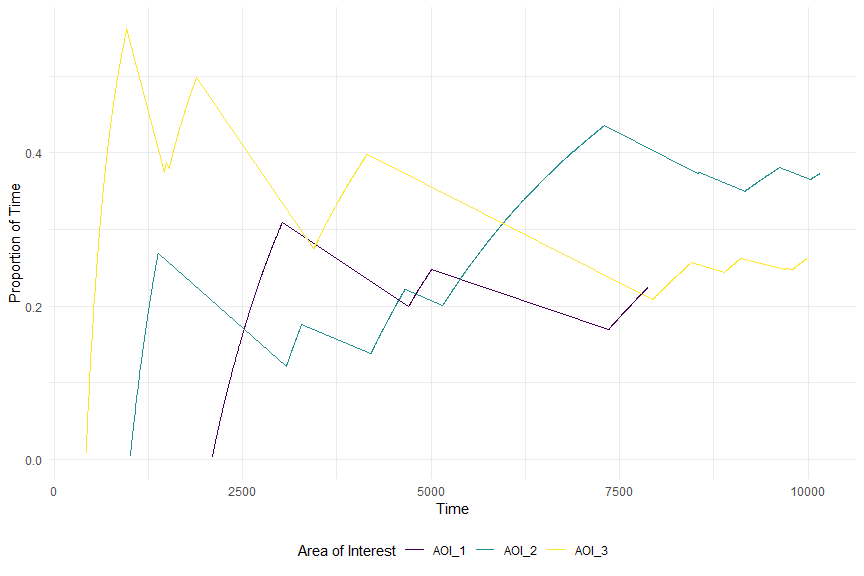 Proportion of Time
0.4
0.2
0.0
0 2500 5000 7500 10000
Time
Area of Interest AOI_1 AOI_2 AOI_3